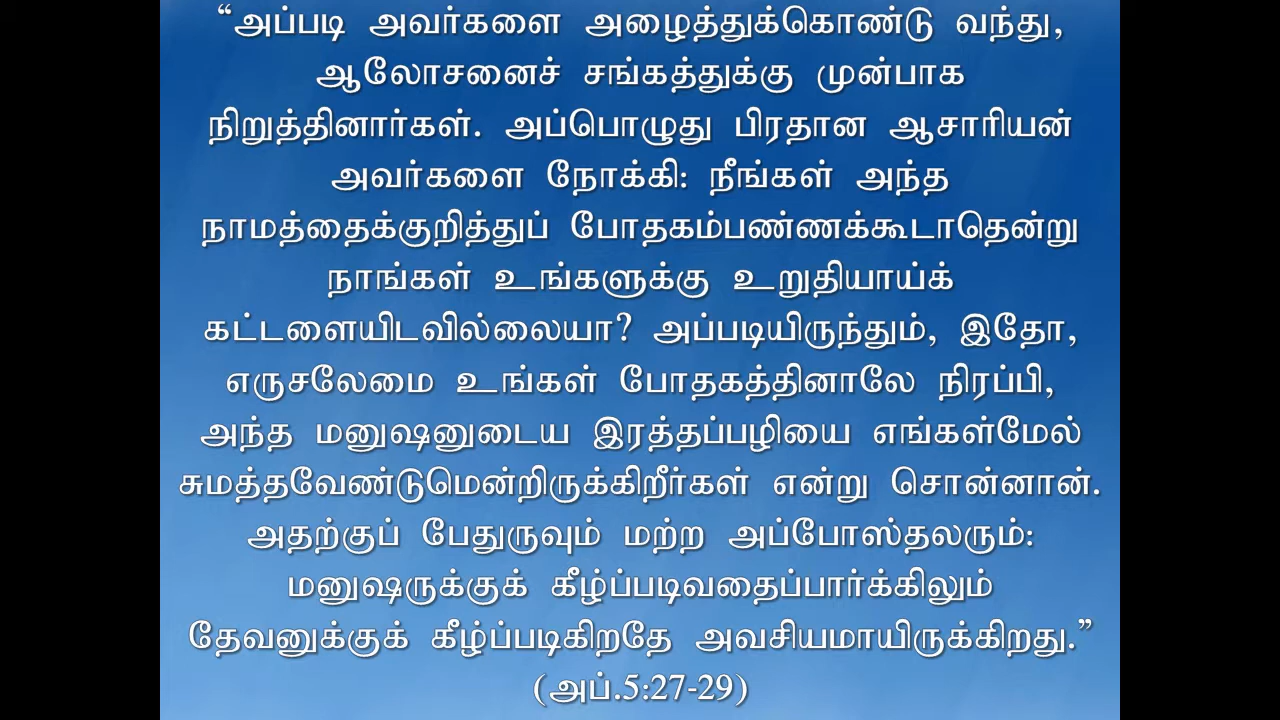 “அப்படி அவர்களை அழைத்துக்கொண்டு வந்து,
ஆலோசனைச் சங்கத்துக்கு முன்பாக
நிறுத்தினார்கள். அப்பொழுது பிரதான ஆசாரியன்
அவர்களை நோக்கி: நீங்கள் அந்த
நாமத்தைக்குறித்துப் போதகம்பண்ணக்கூடாதென்று
நாங்கள் உங்களுக்கு உறுதியாய்க்
கட்டளையிடவில்லையா? அப்படியிருந்தும், இதோ,
எருசலேமை உங்கள் போதகத்தினாலே நிரப்பி,
அந்த மனுஷனுடைய இரத்தப்பழியை எங்கள்மேல்
சுமத்தவேண்டுமென்றிருக்கிறீர்கள் என்று சொன்னான்.
அதற்குப் பேதுருவும் மற்ற அப்போஸ்தலரும்:
மனுஷருக்குக் கீழ்ப்படிவதைப்பார்க்கிலும்
தேவனுக்குக் கீழ்ப்படிகிறதே அவசியமாயிருக்கிறது.”
(அப்.5:27-29)